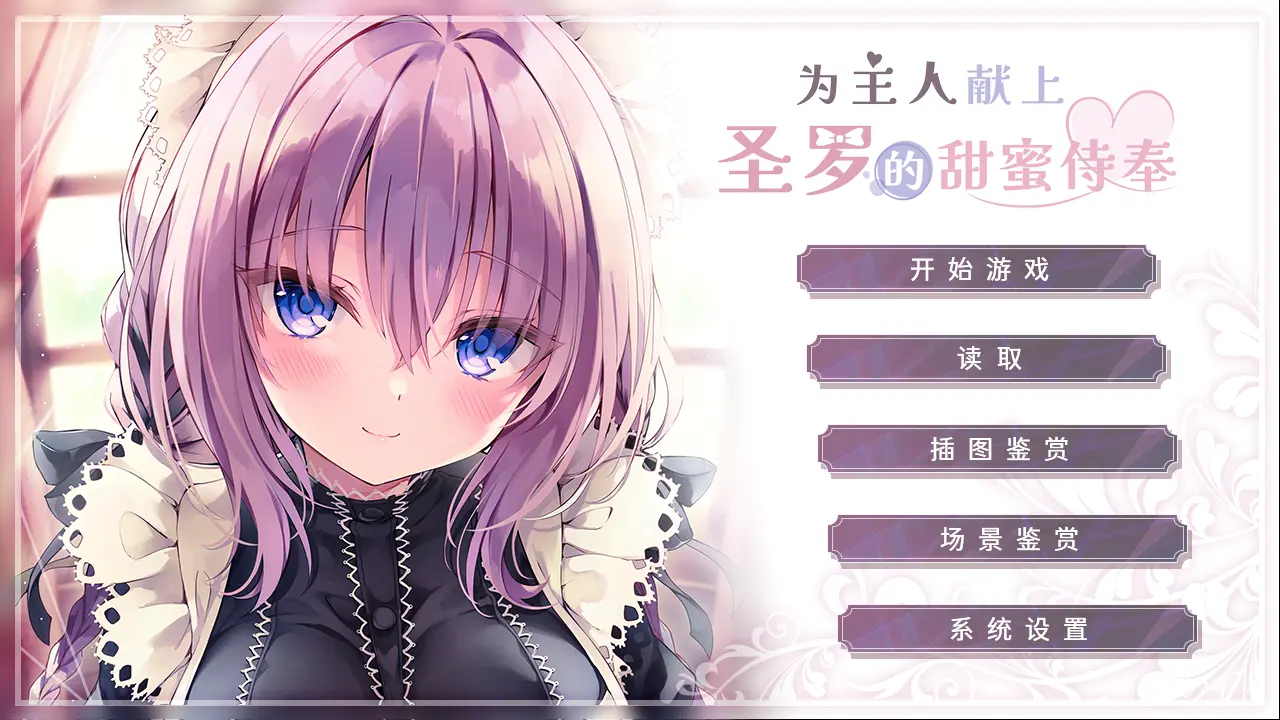 为主人献上
圣罗的甜蜜侍奉
开始游戏
读取
插图鉴赏
场景鉴赏
系统设置